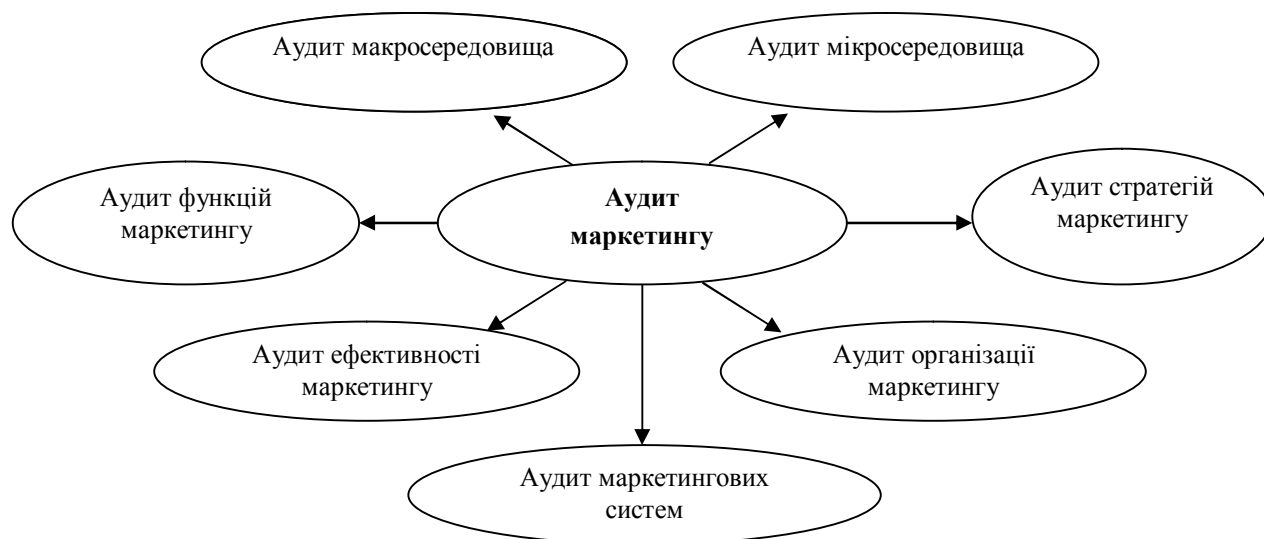 Аудит макросередовища
Аудит мікросередовища
Аудит функцій
маркетингу
Аудит
маркетингу
Аудит стратегій
маркетингу
Аудит ефективності
маркетингу
Аудит організації
маркетингу
Аудит маркетингових
систем